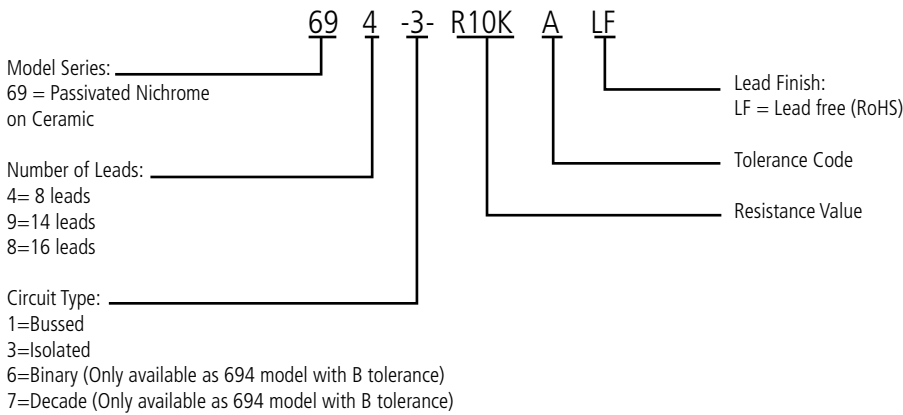 69 4 -3- R10K A LF
Model Series:
69 = Passivated Nichrome
on Ceramic
Number of Leads:
4= 8 leads
9=14 leads
8=16 leads
Circuit Type:
1=Bussed
3=Isolated
6=Binary (Only available as 694 model with B tolerance)
7=Decade (Only available as 694 model with B tolerance)
Lead Finish:
LF = Lead free (RoHS)
Tolerance Code
Resistance Value